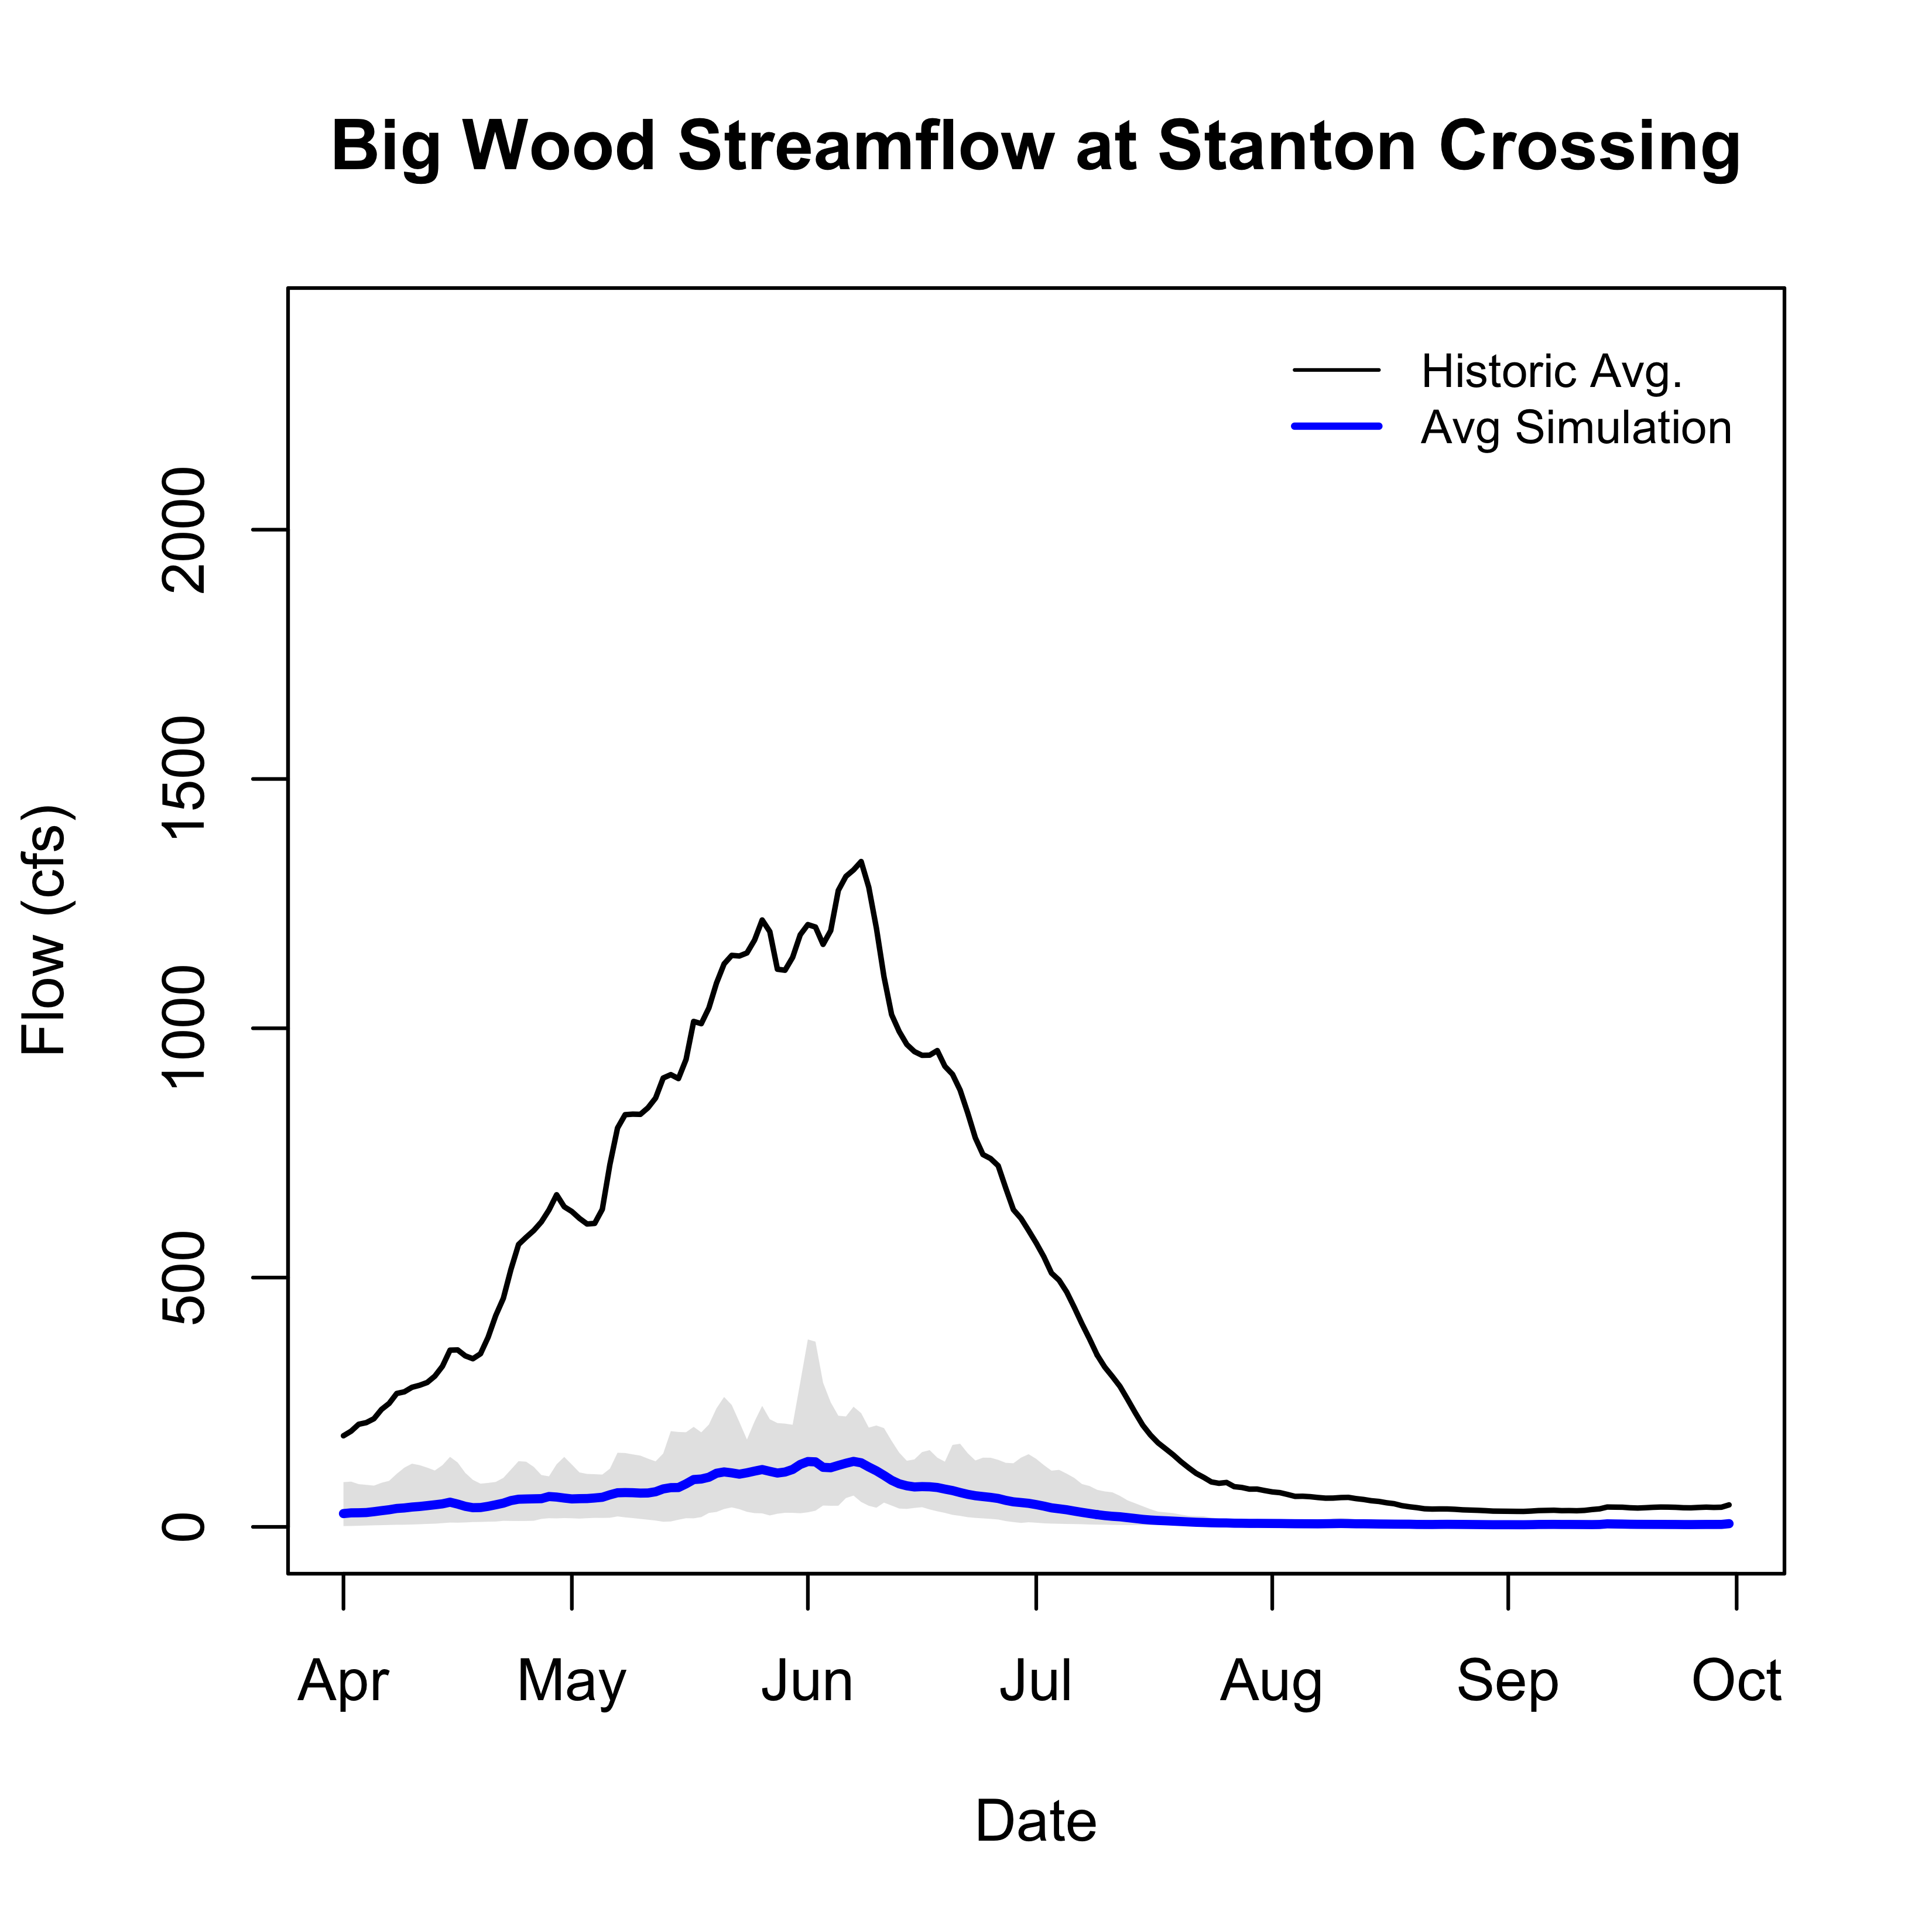 Big Wood Streamflow at Stanton Crossing
Historic Avg.
Avg Simulation
Flow (cfs)
2000
1500
1000
500
0
Apr May Jun Jul Aug Sep Oct
Date